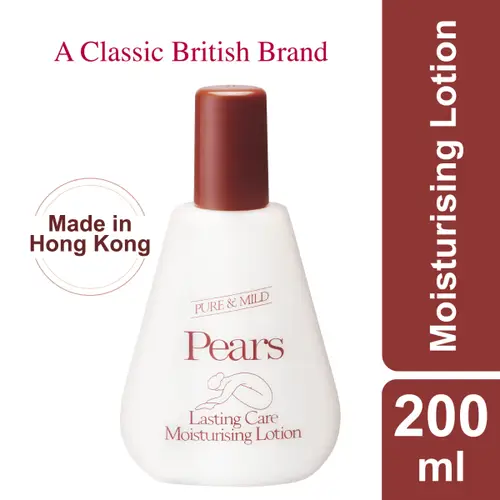 A Classic British Brand
Made in
Hong Kong
PURE & MILD
Pears
Lasting Care
Moisturising Lotion
Moisturising Lotion
200
ml